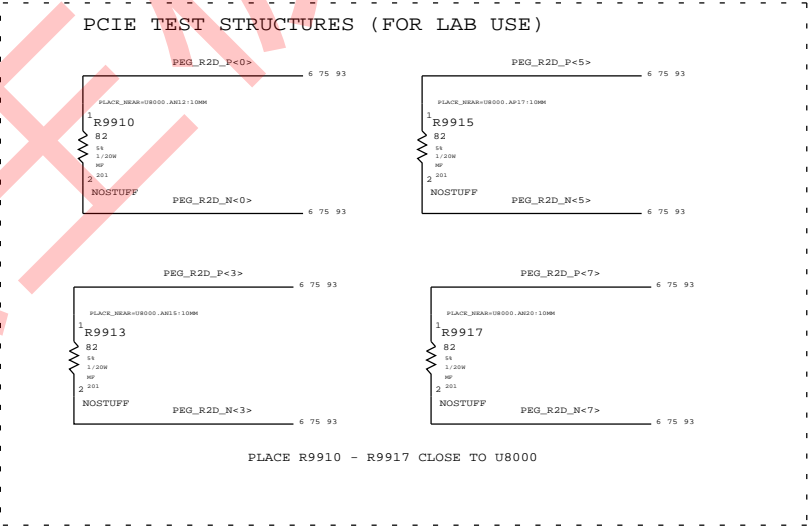 PCIE TEST STRUCTURES (FOR LAB USE)
PEG_R2D_P<0>
6 75 93
PLACE_NEAR=U8000.AN12:10MM
1
R9910
82
5%
1/20W
MF
201
2
NOSTUFF
PEG_R2D_N<0>
6 75 93
PEG_R2D_P<5>
6 75 93
PLACE_NEAR=U8000.AP17:10MM
1
R9915
82
5%
1/20W
MF
201
2
NOSTUFF
PEG_R2D_N<5>
6 75 93
PEG_R2D_P<3>
6 75 93
PLACE_NEAR=U8000.AN15:10MM
1
R9913
82
5%
1/20W
MF
201
2
NOSTUFF
PEG_R2D_N<3>
6 75 93
PEG_R2D_P<7>
6 75 93
PLACE_NEAR=U8000.AN20:10MM
1
R9917
82
5%
1/20W
MF
201
2
NOSTUFF
PEG_R2D_N<7>
6 75 93
PLACE R9910 - R9917 CLOSE TO U8000